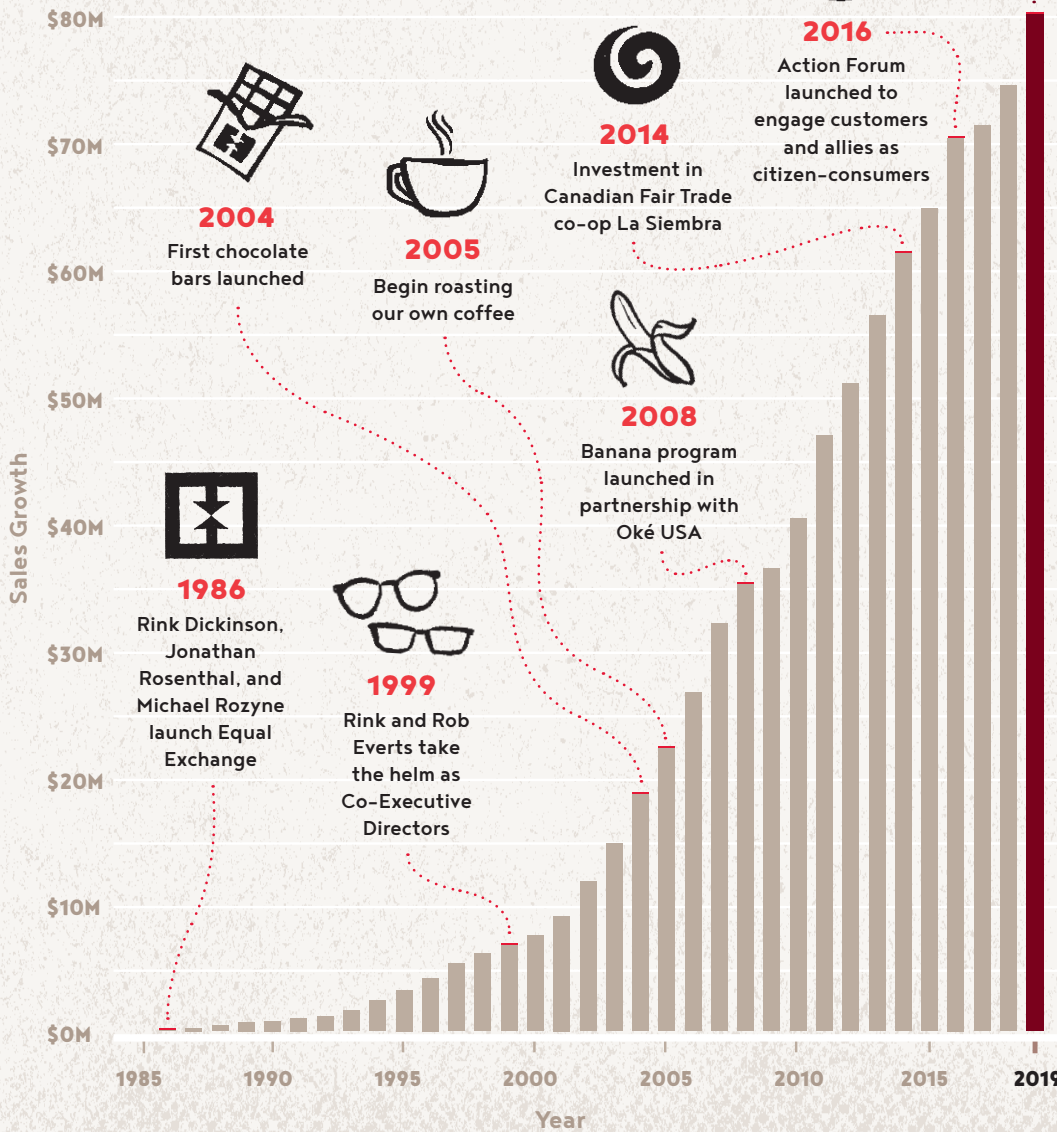 $80M
$70M
$60M
$50M
$40M
$30M
$20M
$10M
$0M
Sales Growth
2016
Action Forum
launched to
engage customers
and allies as
citizen-consumers
2014
Investment in
Canadian Fair Trade
co-op La Siembra
2004
First chocolate
bars launched
2005
Begin roasting
our own coffee
2008
Banana program
launched in
partnership with
Oké USA
1986
Rink Dickinson,
Jonathan
Rosenthal, and
Michael Rozyne
launch Equal
Exchange
1999
Rink and Rob
Everts take
the helm as
Co-Executive
Directors
1985 1990 1995 2000 2005 2010 2015 2019
Year